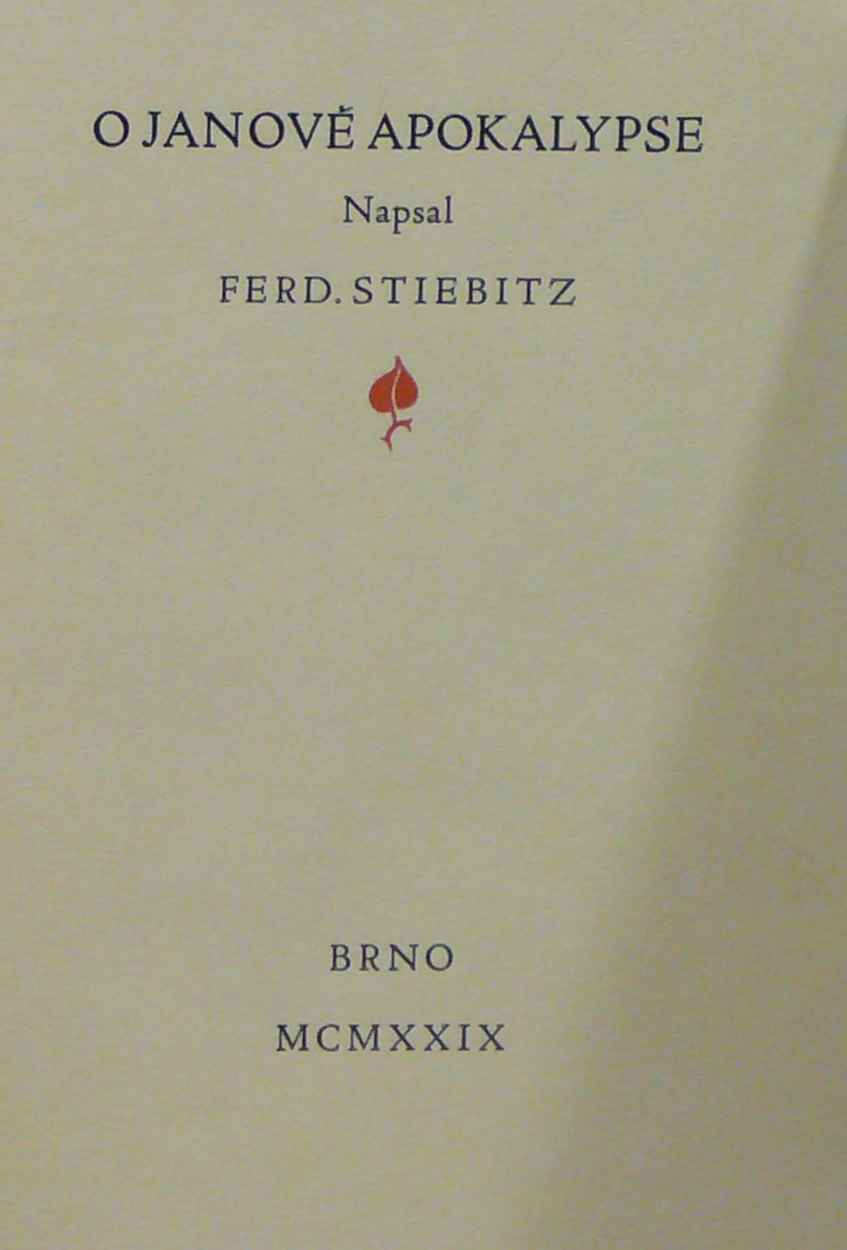 O JANOVĚ APOKALYPSE
Napsal
FERD. STIEBITZ
BRNO
MCMXXIX